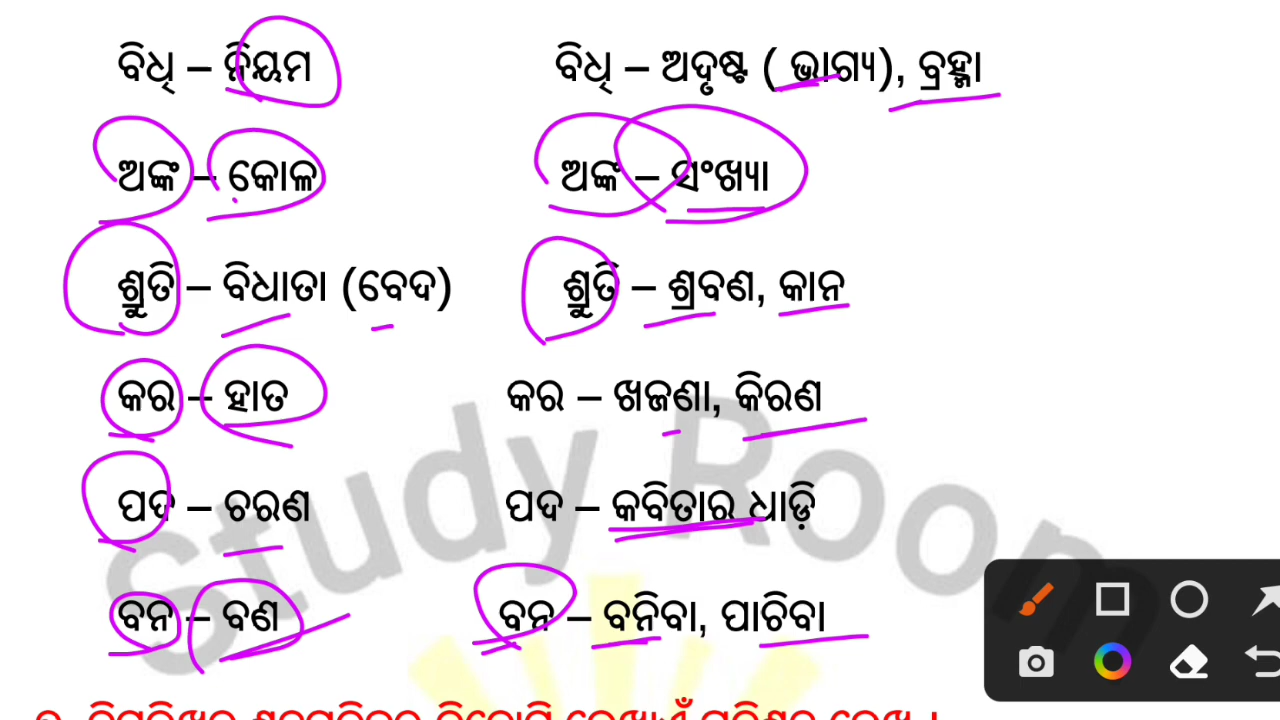 ବିଧି – ନିୟମ ବିଧି – ଅଦୃଷ୍ଟ ( ଭାଗ୍ୟ), ବ୍ରହ୍ମା
ଅଙ୍କ – କୋଳ ଅଙ୍କ – ସଂଖ୍ୟା
ଶ୍ରୁତି – ବିଧାତା (ବେଦ) ଶ୍ରୁତି – ଶ୍ରବଣ, କାନ
କର – ହାତ କର – ଖଜଣା, କିରଣ
ପଦ – ଚରଣ ପଦ – କବିତାର ଧାଡ଼ି
ବନ – ବଣ ବନ – ବନିବା, ପାଚିବା
Study Room